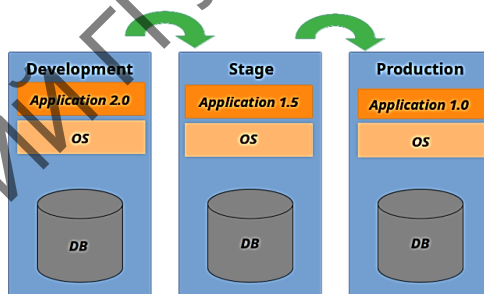 Development
Application 2.0
OS
DB
Stage
Application 1.5
OS
DB
Production
Application 1.0
OS
DB